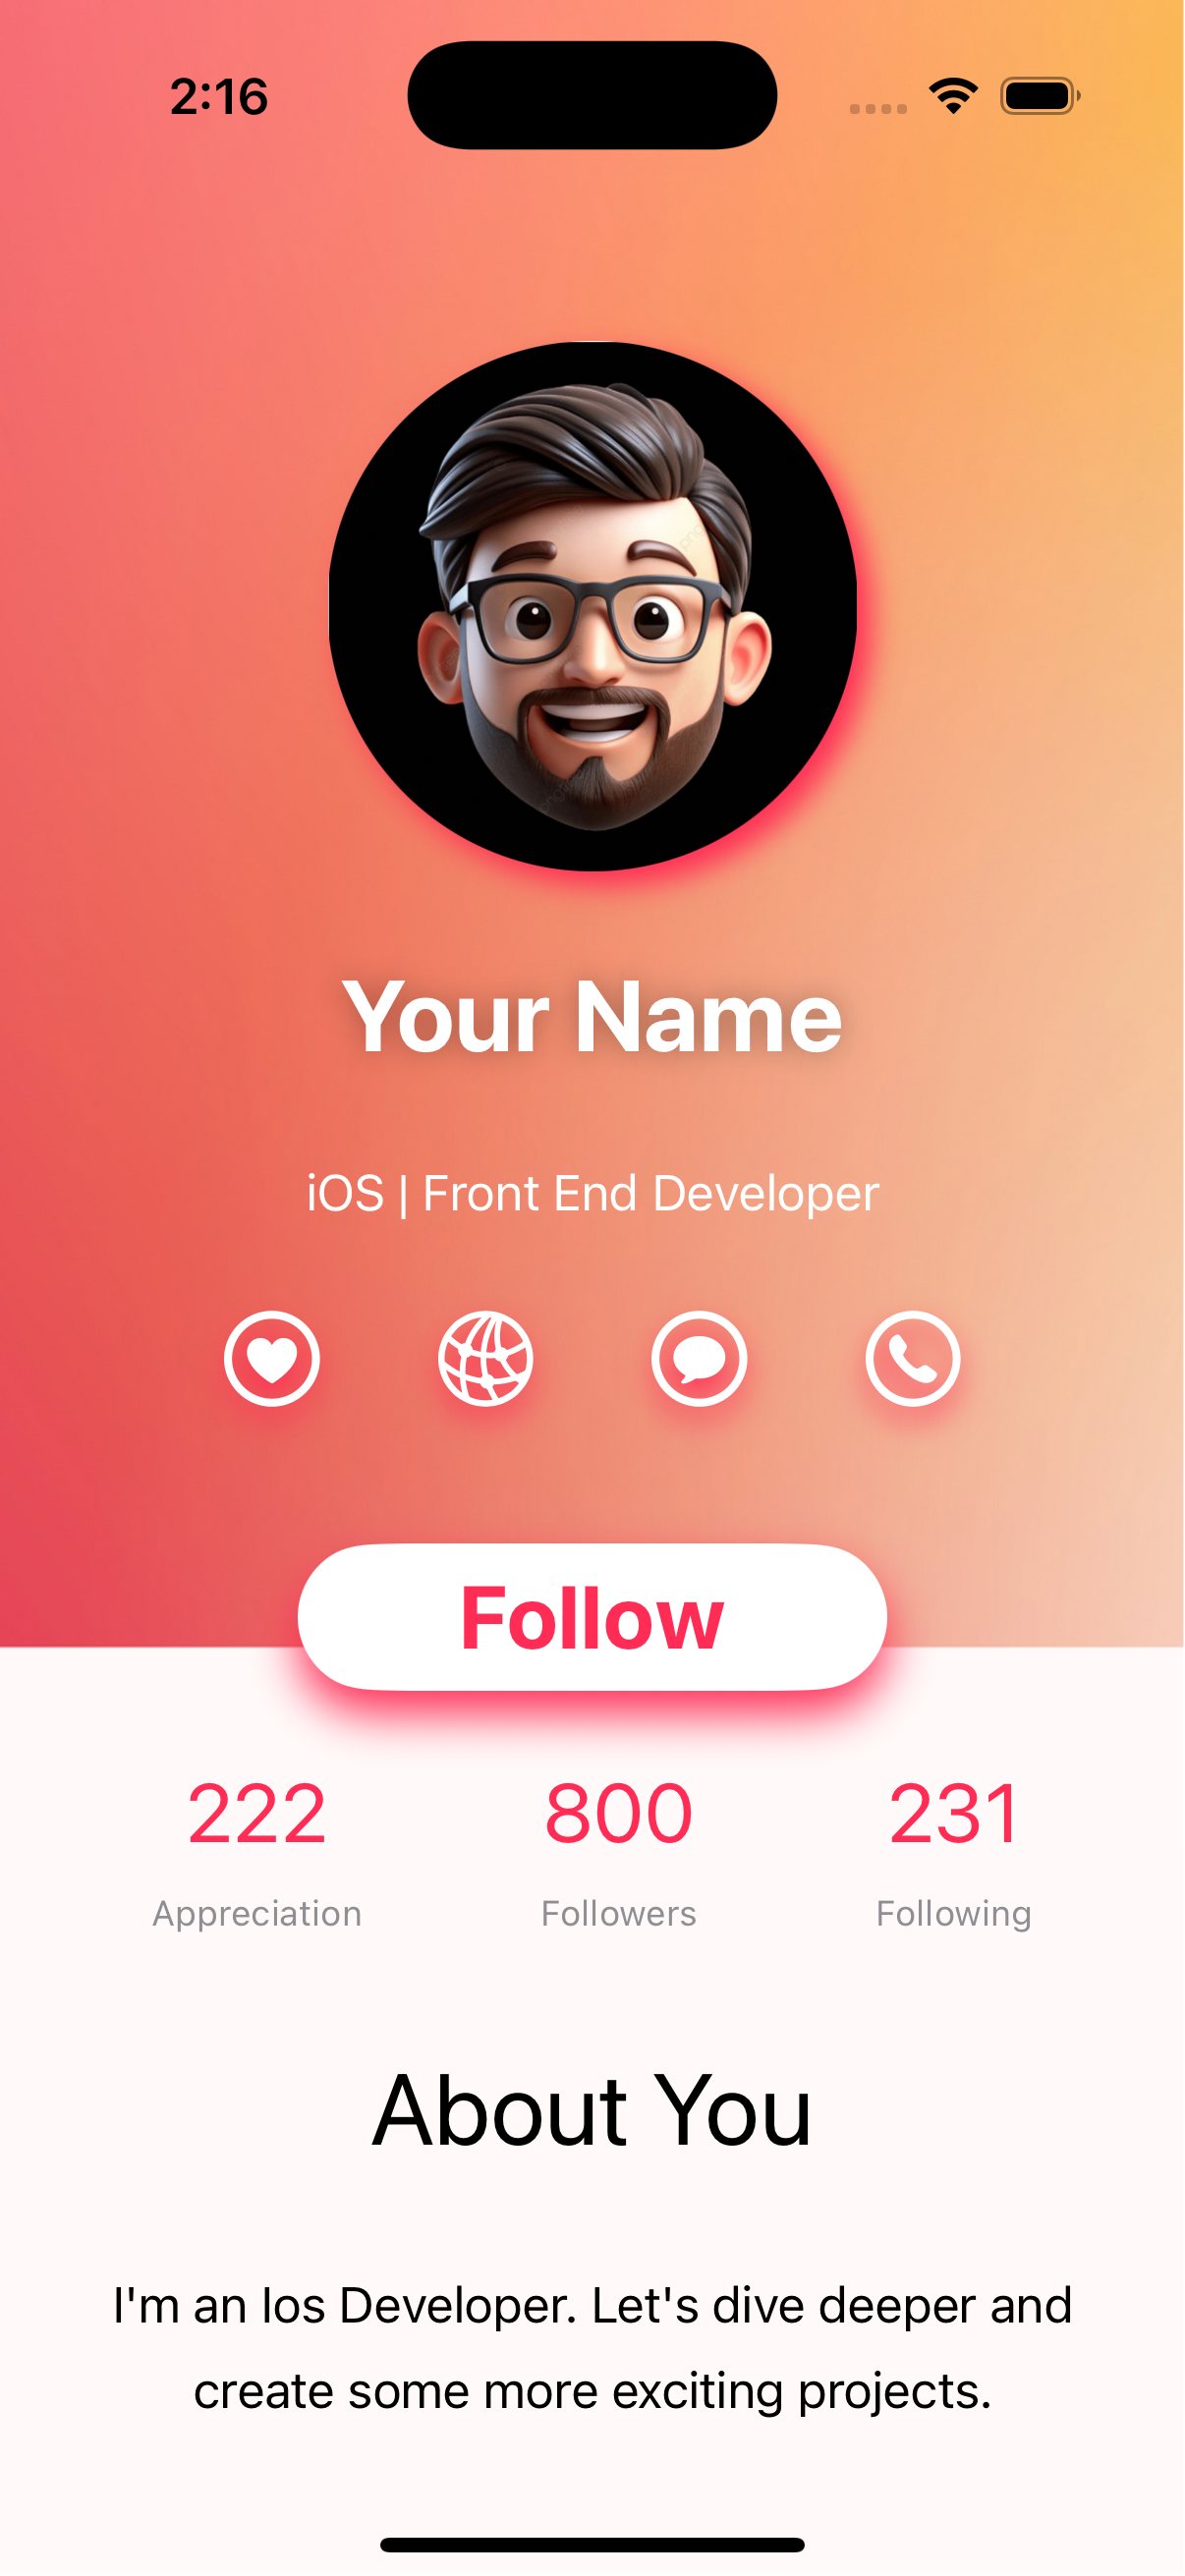 2:16
Your Name
iOS | Front End Developer
Follow
222 800 231
Appreciation Followers Following
About You
I'm an Ios Developer. Let's dive deeper and
create some more exciting projects.